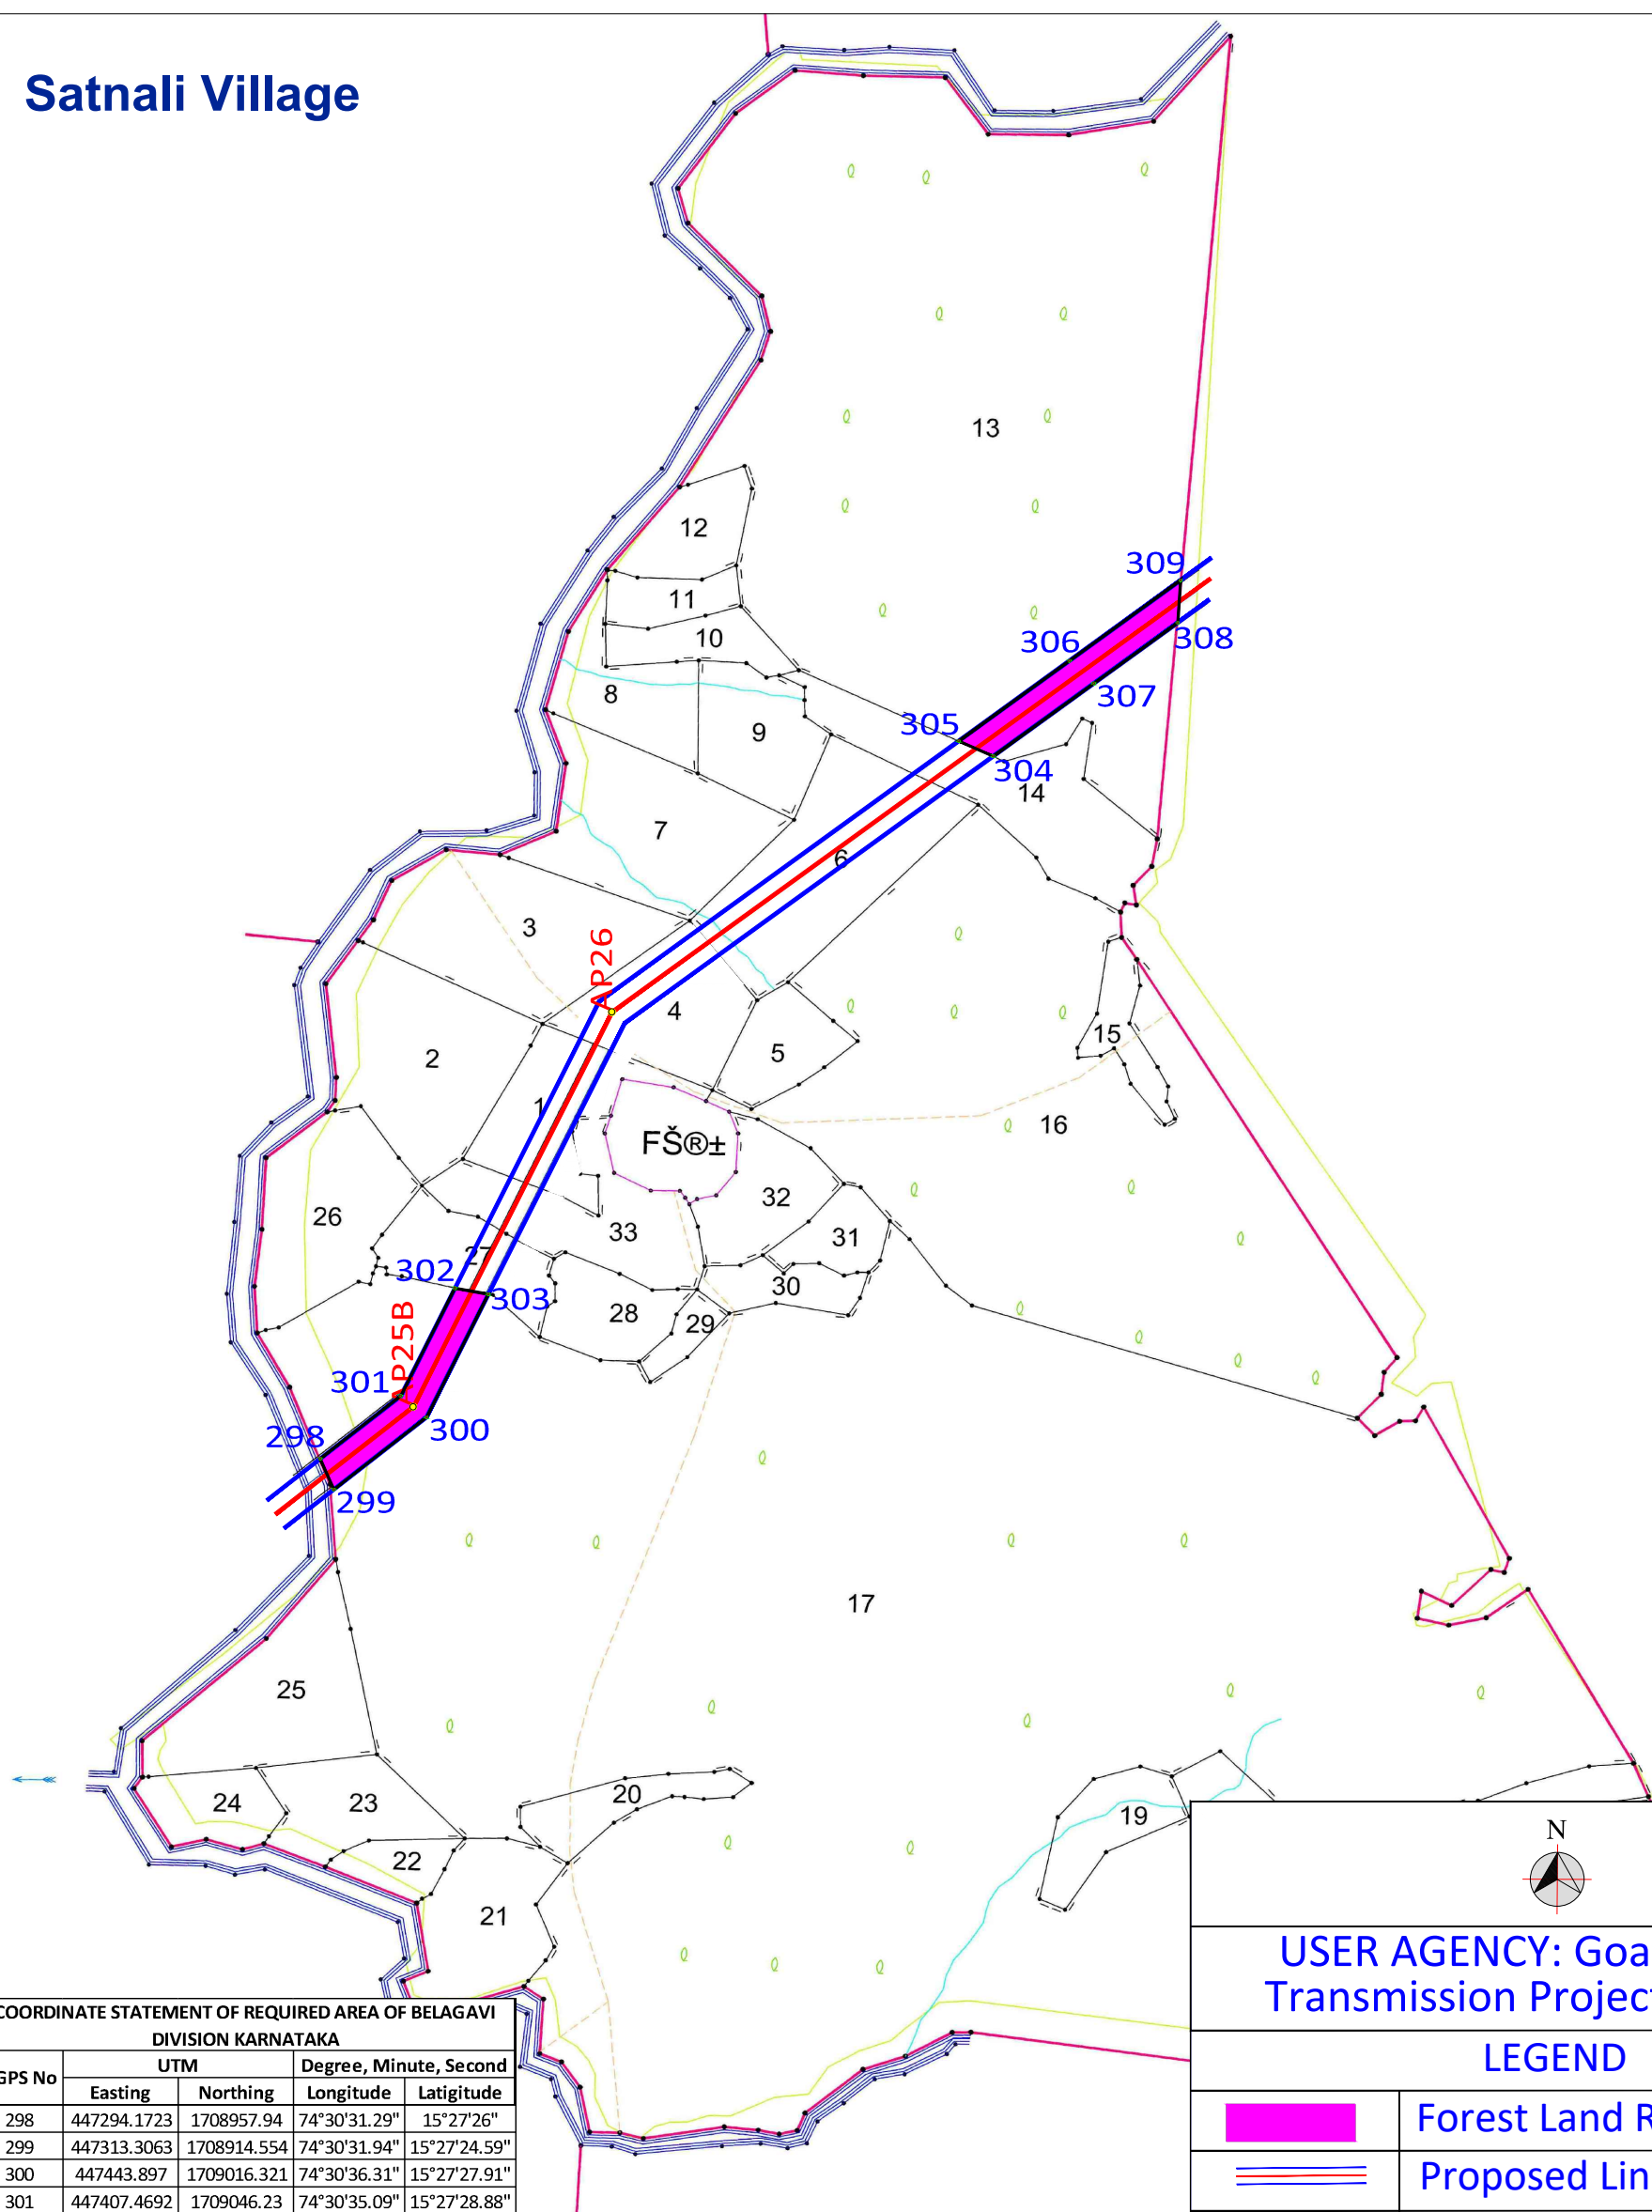 Satnali Village
13
12
309
11
10
306
308
8
307
9
305
304
14
7
6
3
AP26
4
15
2
5
1
16
FŠ®±
32
26
33
31
27
302
30
303
28
29
AP25B
301
298
300
299
17
25
20
24
23
19
22
N
21
USER AGENCY: Goa
Transmission Projec
LEGEND
Forest Land R
Proposed Lin
COORDINATE STATEMENT OF REQUIRED AREA OF BELAGAVI
DIVISION KARNATAKA
GPS No UTM Degree, Minute, Second
Easting Northing Longitude Latigitude
298 447294.1723 1708957.94 74°30'31.29" 15°27'26"
299 447313.3063 1708914.554 74°30'31.94" 15°27'24.59"
300 447443.897 1709016.321 74°30'36.31" 15°27'27.91"
301 447407.4692 1709046.23 74°30'35.09" 15°27'28.88"